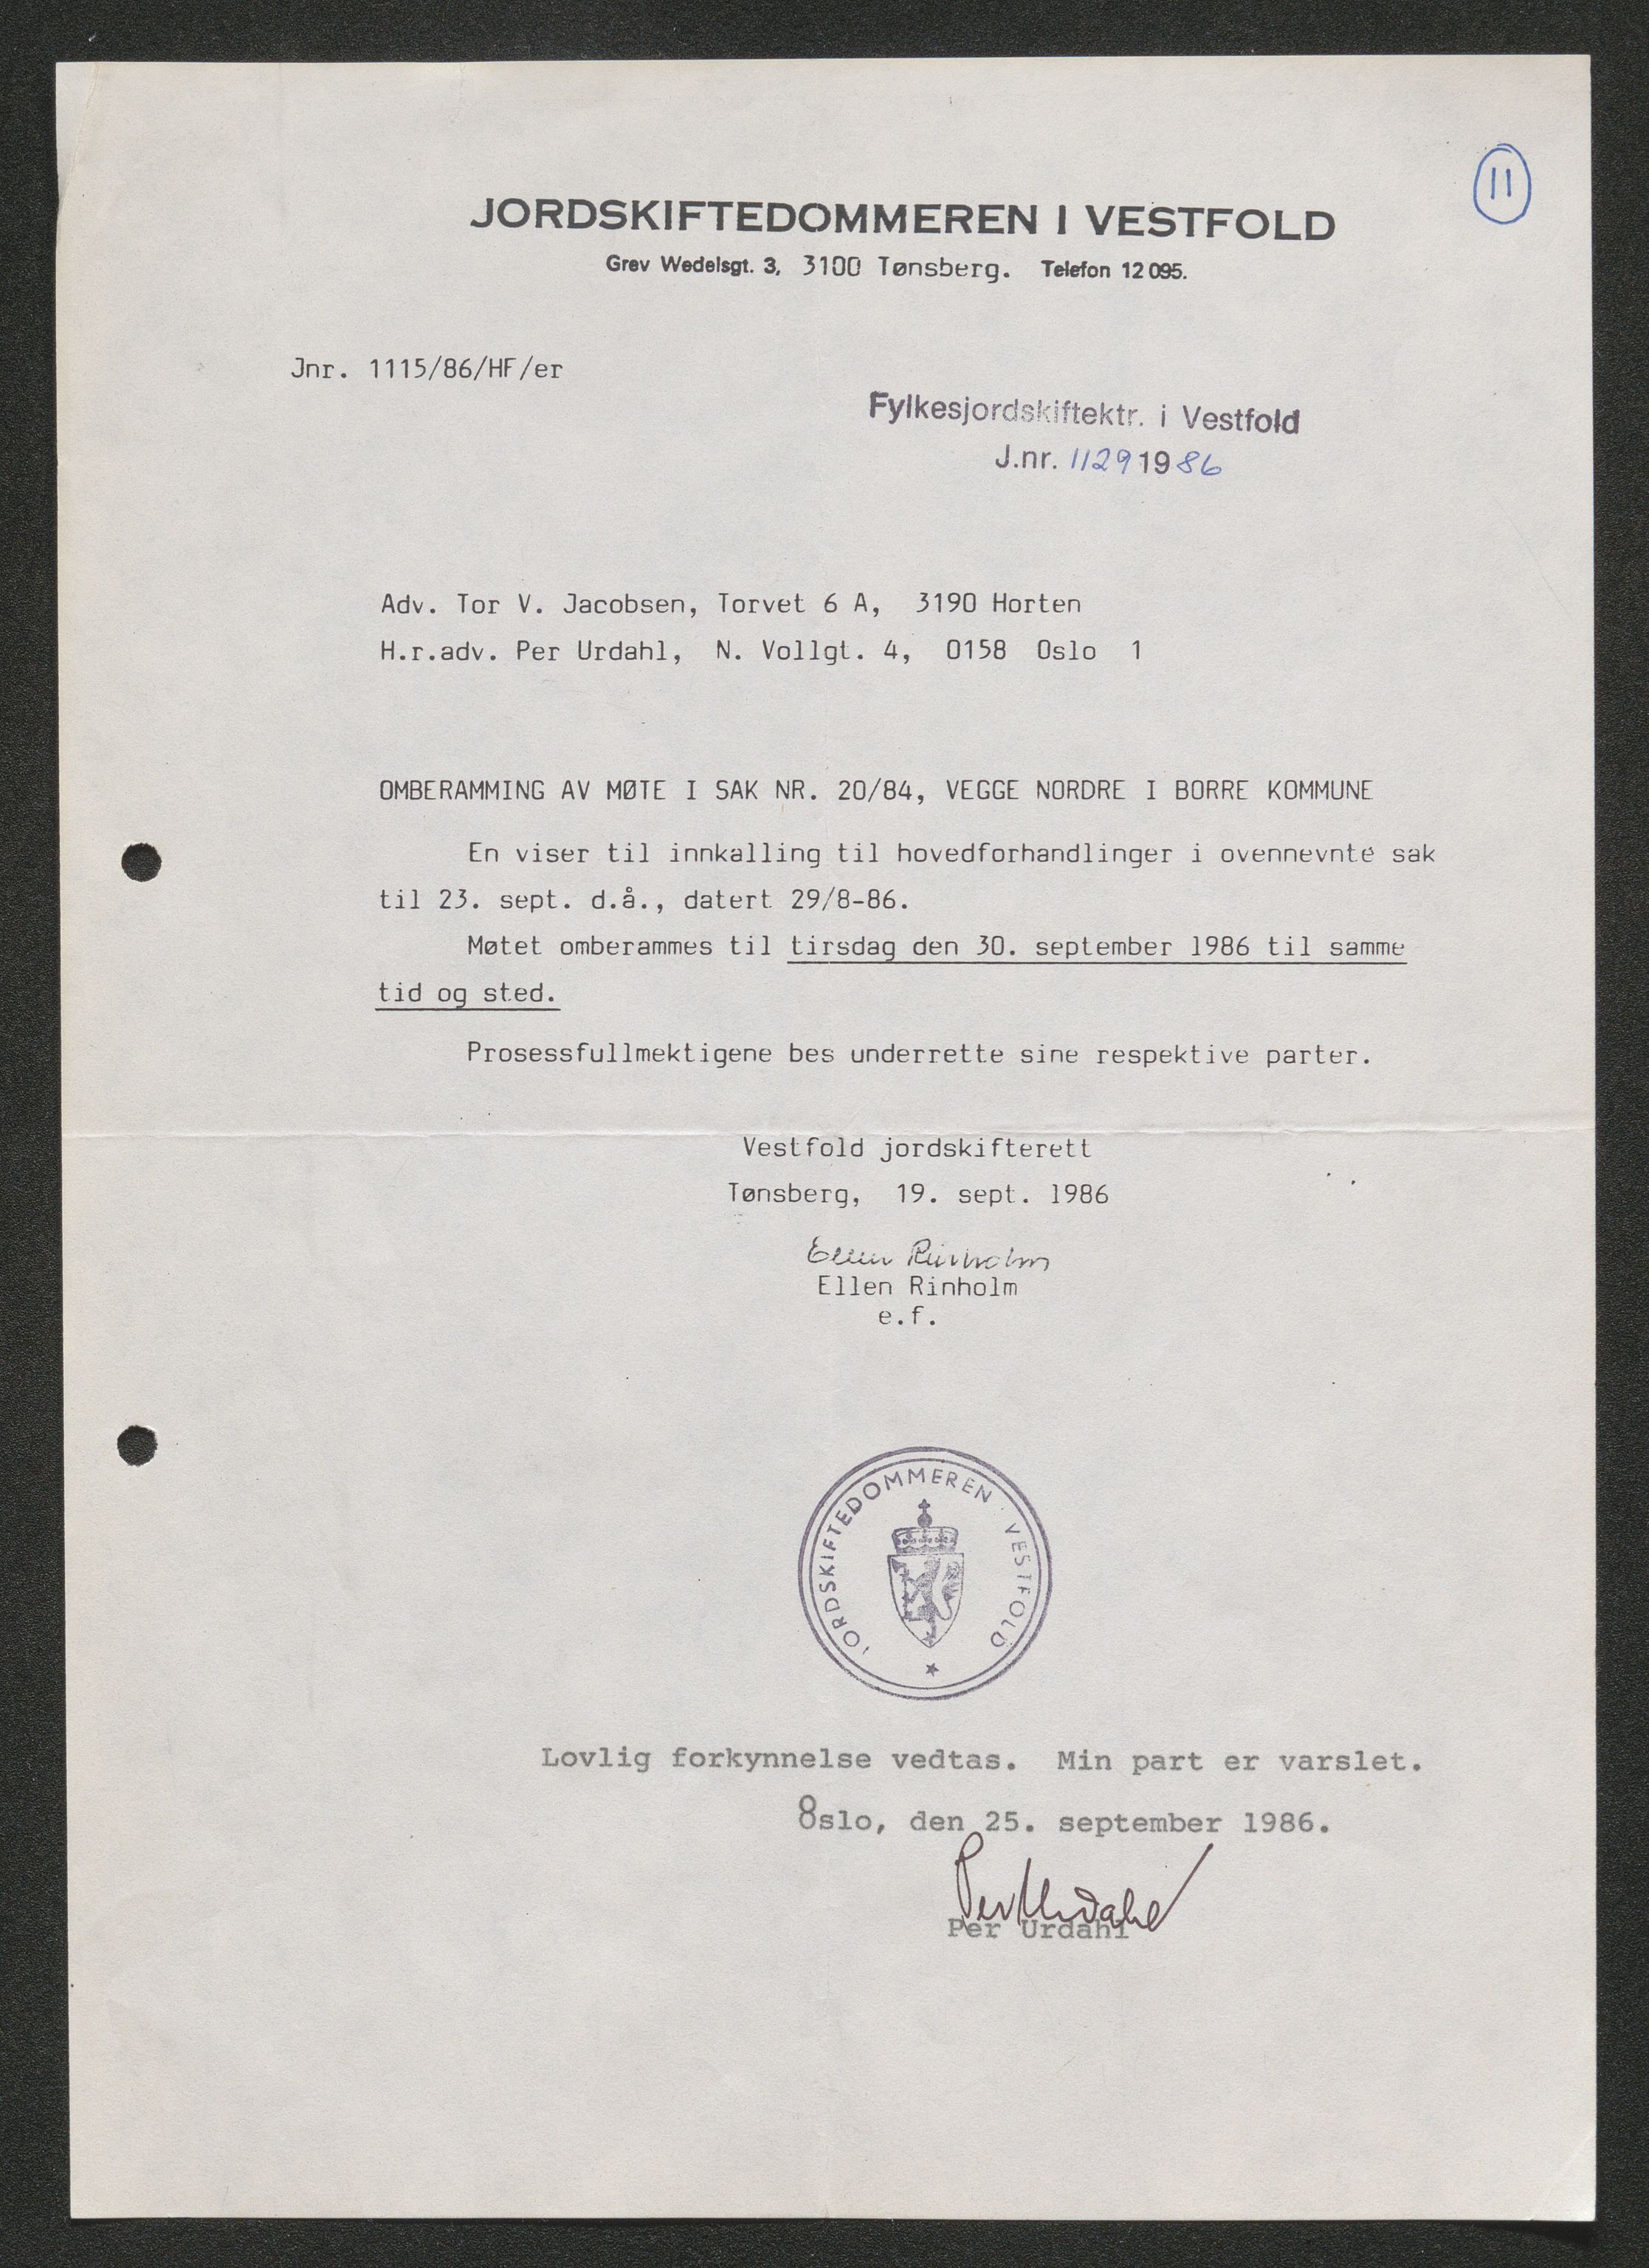 11
JORDSKIFTEDOMMEREN I VESTFOLD
Grev Wedelsgt. 3, 3100 Tønsberg. Telefon 12 095.
Jnr. 1115/86/HF/er
Fylkesjordskiftektr. i Vestfold
J.nr. 1129 1986
Adv. Tor V. Jacobsen, Torvet 6 A, 3190 Horten
H.r.adv. Per Urdahl, N. Vollgt. 4, 0158 Oslo 1
OMBERAMMING AV MØTE I SAK NR. 20/84, VEGGE NORDRE I BORRE KOMMUNE
En viser til innkalling til hovedforhandlinger i ovennevnte sak
til 23. sept. d.å., datert 29/8-86.
Møtet omberammes til tirsdag den 30. september 1986 til samme
tid og sted.
Prosessfullmektigene bes underrette sine respektive parter.
Vestfold jordskifterett
Tønsberg, 19. sept. 1986
Ellen Rinholm
Ellen Rinholm
e.f.
JORDSKIFTEDOMMEREN I VESTFOLD
Lovlig forkynnelse vedtas. Min part er varslet.
Oslo, den 25. september 1986.
Per Urdahl
Per Urdahl